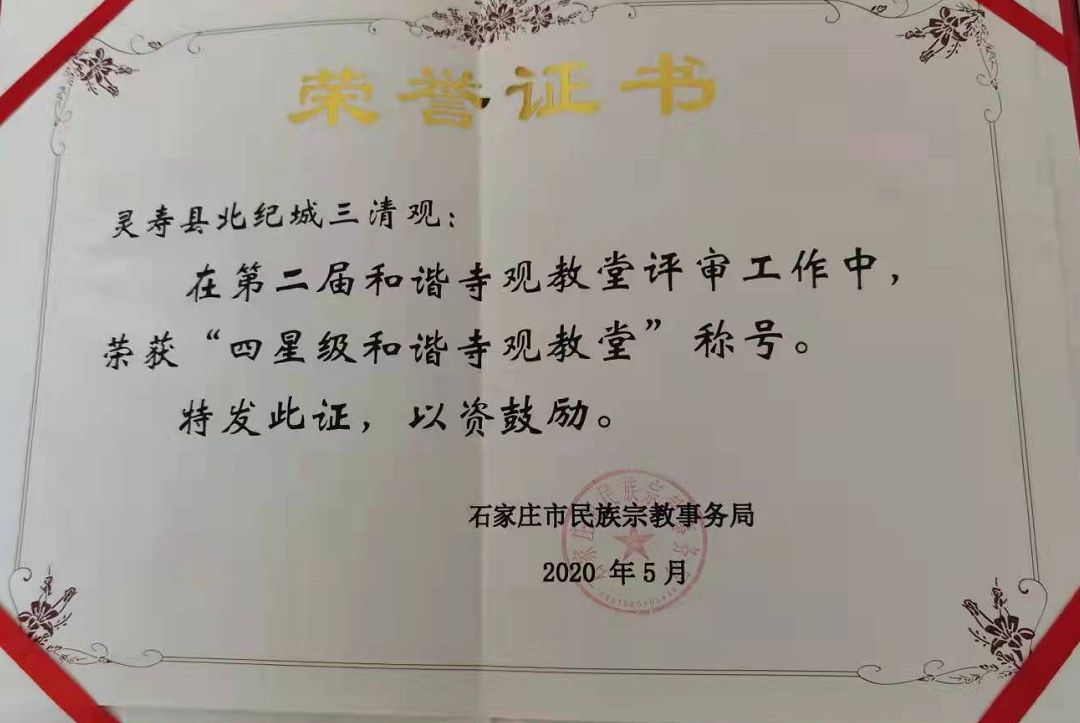 荣誉证书
灵寿县北纪城三清观：
在第二届和谐寺观教堂评审工作中，
荣获“四星级和谐寺观教堂”称号。
特发此证，以资鼓励。
石家庄市民族宗教事务局
2020 年 5 月